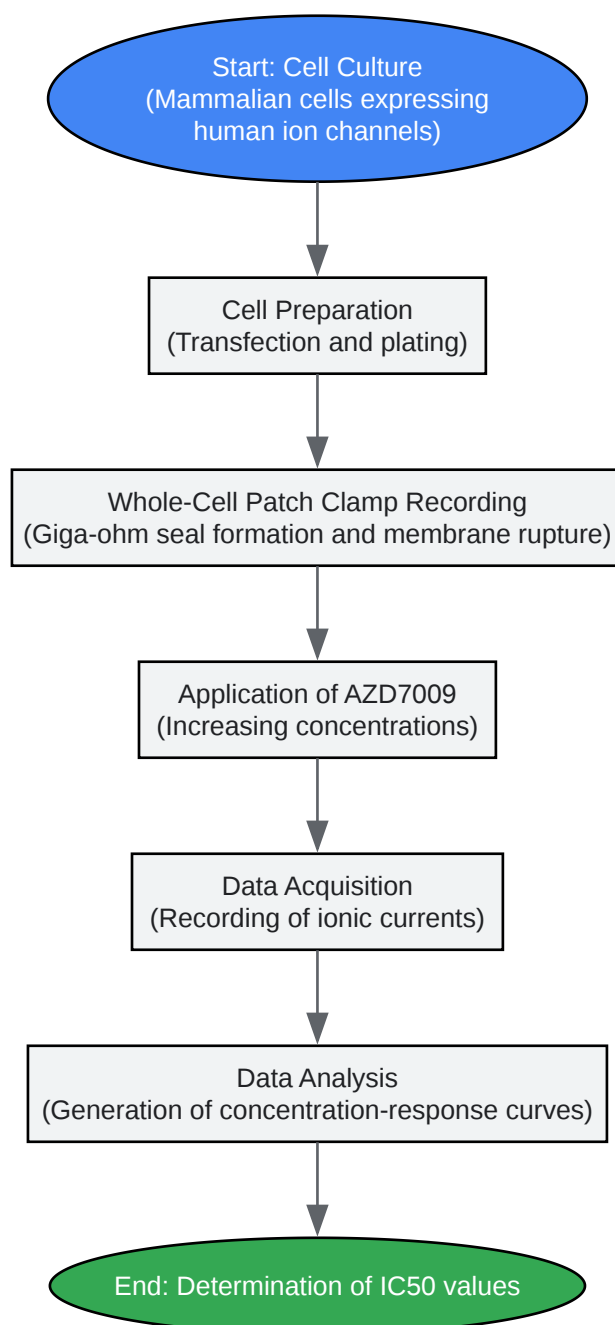 Start: Cell Culture
(Mammalian cells expressing
human ion channels)
Cell Preparation
(Transfection and plating)
Whole-Cell Patch Clamp Recording
(Giga-ohm seal formation and membrane rupture)
Application of AZD7009
(Increasing concentrations)
Data Acquisition
(Recording of ionic currents)
Data Analysis
(Generation of concentration-response curves)
End: Determination of IC50 values